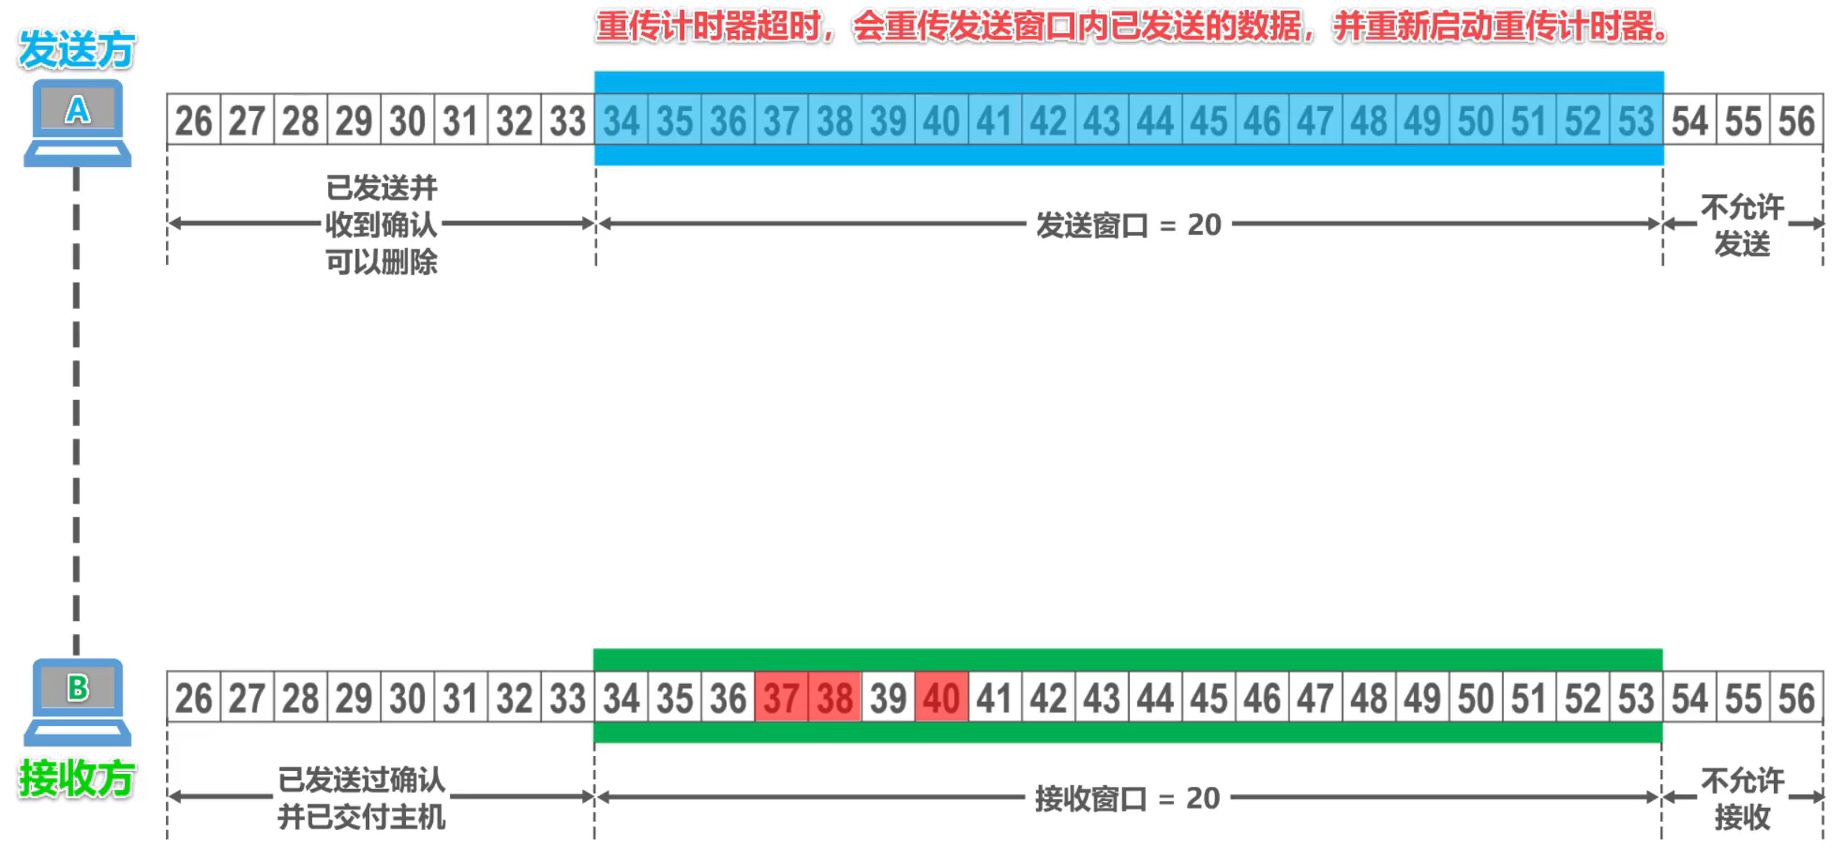 重传计时器超时，会重传发送窗口内已发送的数据，并重新启动重传计时器。
发送方
A
26 27 28 29 30 31 32 33 34 35 36 37 38 39 40 41 42 43 44 45 46 47 48 49 50 51 52 53 54 55 56
已发送并
收到确认
可以删除
发送窗口 = 20
不允许
发送
B
26 27 28 29 30 31 32 33 34 35 36 37 38 39 40 41 42 43 44 45 46 47 48 49 50 51 52 53 54 55 56
接收方
已发送过确认
并已交付主机
接收窗口 = 20
不允许
接收